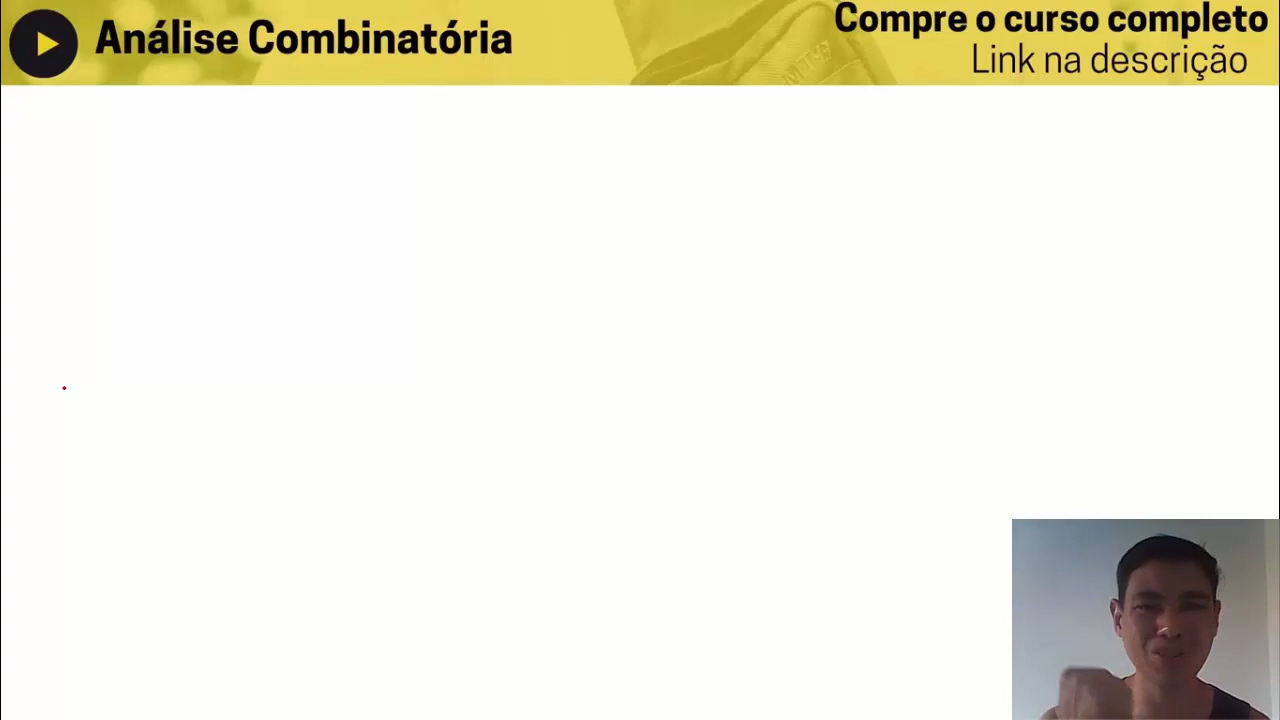 Análise Combinatória
Compre o curso completo
Link na descrição